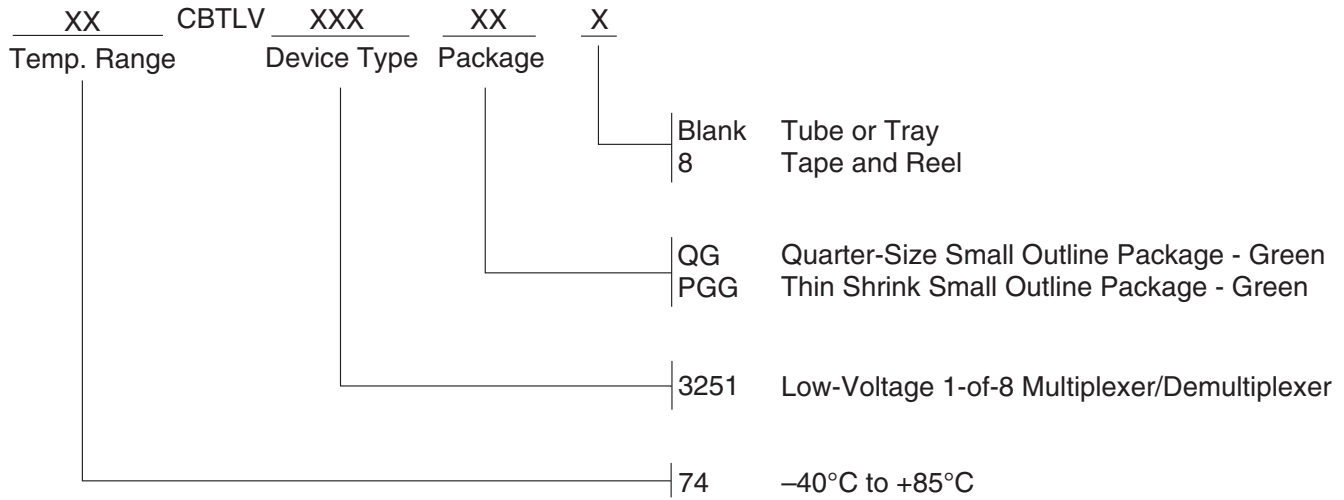 XX CBTLV XXX XX X
Temp. Range Device Type Package
Blank Tube or Tray
8 Tape and Reel
QG Quarter-Size Small Outline Package - Green
PGG Thin Shrink Small Outline Package - Green
3251 Low-Voltage 1-of-8 Multiplexer/Demultiplexer
74 –40°C to +85°C